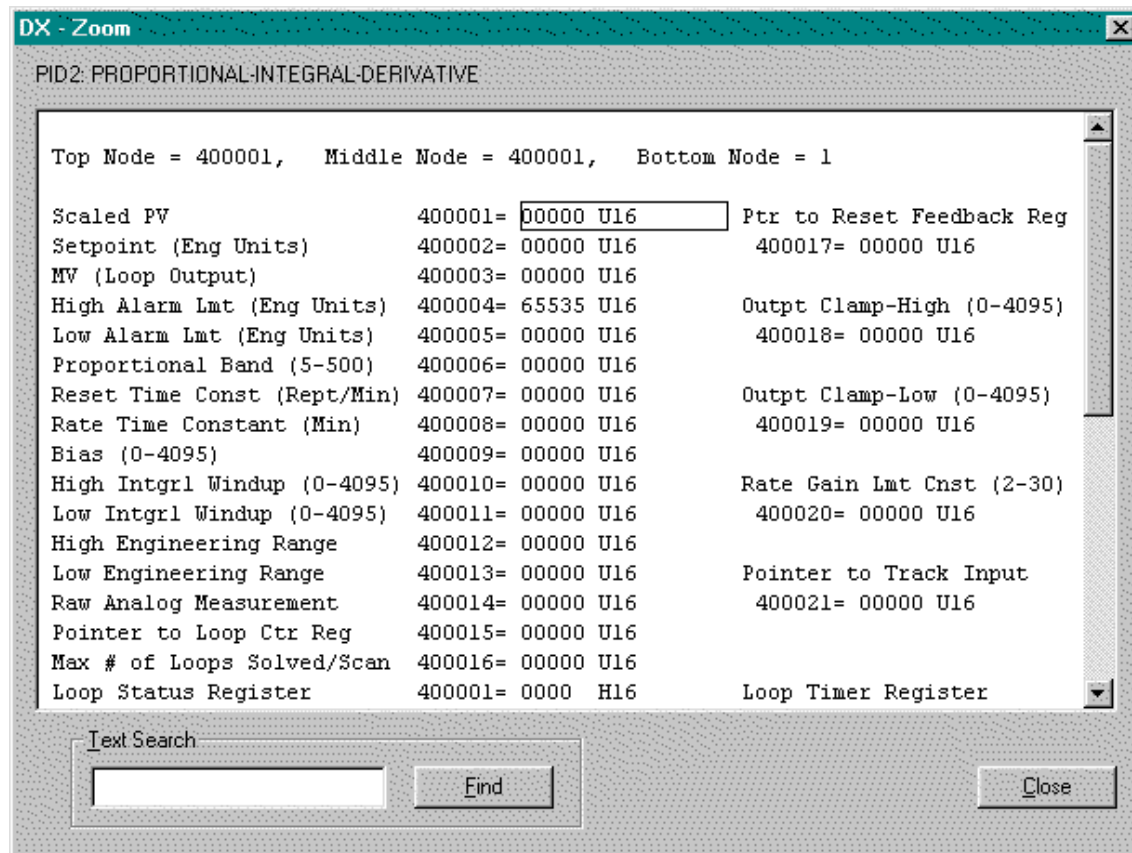 DX - Zoom
PID2: PROPORTIONAL-INTEGRAL-DERIVATIVE
Top Node = 400001, Middle Node = 400001, Bottom Node = 1
Scaled PV 400001= 00000 U16 Ptr to Reset Feedback Reg
Setpoint (Eng Units) 400002= 00000 U16 400017= 00000 U16
MV (Loop Output) 400003= 00000 U16
High Alarm Lmt (Eng Units) 400004= 65535 U16 Outpt Clamp-High (0-4095)
Low Alarm Lmt (Eng Units) 400005= 00000 U16 400018= 00000 U16
Proportional Band (5-500) 400006= 00000 U16
Reset Time Const (Rept/Min) 400007= 00000 U16 Outpt Clamp-Low (0-4095)
Rate Time Constant (Min) 400008= 00000 U16 400019= 00000 U16
Bias (0-4095) 400009= 00000 U16
High Intgrl Windup (0-4095) 400010= 00000 U16 Rate Gain Lmt Cnst (2-30)
Low Intgrl Windup (0-4095) 400011= 00000 U16 400020= 00000 U16
High Engineering Range 400012= 00000 U16
Low Engineering Range 400013= 00000 U16 Pointer to Track Input
Raw Analog Measurement 400014= 00000 U16 400021= 00000 U16
Pointer to Loop Ctr Reg 400015= 00000 U16
Max # of Loops Solved/Scan 400016= 00000 U16
Loop Status Register 400001= 0000 H16 Loop Timer Register
Text Search
Find
Close